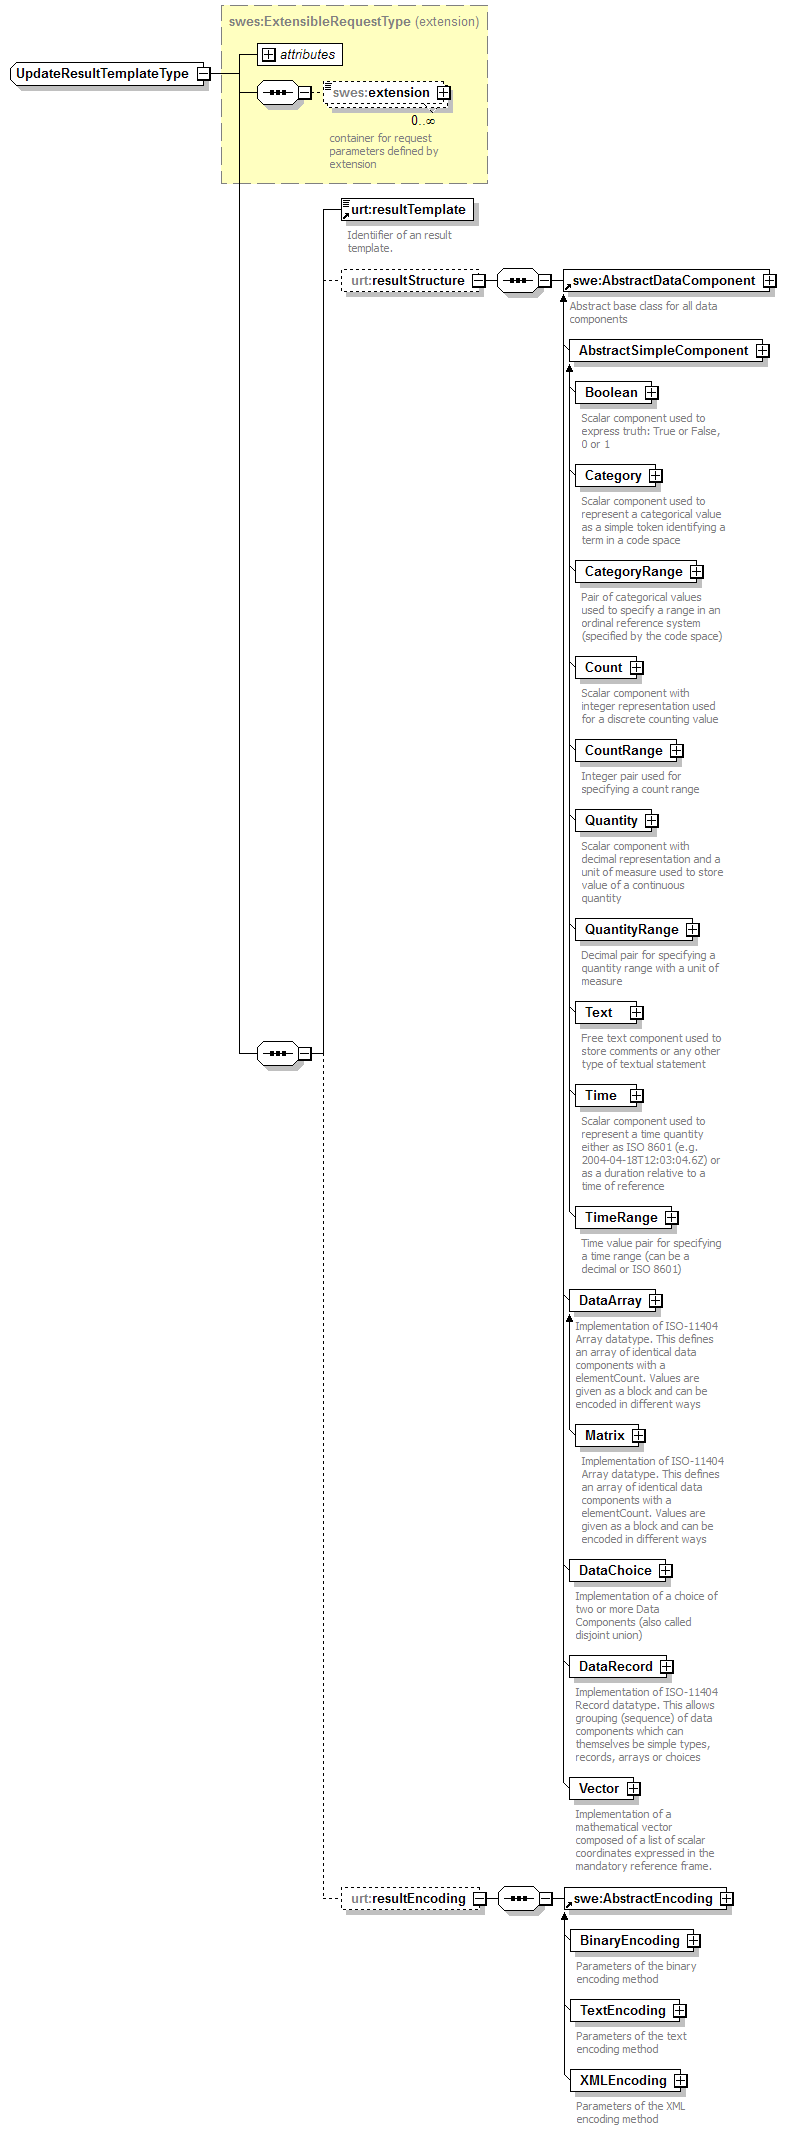 swes:ExtensibleRequestType (extension)
attributes
UpdateResultTemplateType
swes:extension
0..∞
container for request
parameters defined by
extension
urt:resultTemplate
Identiifier of an result
template.
urt:resultStructure
swe:AbstractDataComponent
Abstract base class for all data
components
AbstractSimpleComponent
Boolean
Scalar component used to
express truth: True or False,
0 or 1
Category
Scalar component used to
represent a categorical value
as a simple token identifying a
term in a code space
CategoryRange
Pair of categorical values
used to specify a range in an
ordinal reference system
(specified by the code space)
Count
Scalar component with
integer representation used
for a discrete counting value
CountRange
Integer pair used for
specifying a count range
Quantity
Scalar component with
decimal representation and a
unit of measure used to store
value of a continuous
quantity
QuantityRange
Decimal pair for specifying a
quantity range with a unit of
measure
Text
Free text component used to
store comments or any other
type of textual statement
Time
Scalar component used to
represent a time quantity
either as ISO 8601 (e.g.
2004-04-18T12:03:04.6Z) or
as a duration relative to a
time of reference
TimeRange
Time value pair for specifying
a time range (can be a
decimal or ISO 8601)
DataArray
Implementation of ISO-11404
Array datatype. This defines
an array of identical data
components with a
elementCount. Values are
given as a block and can be
encoded in different ways
Matrix
Implementation of ISO-11404
Array datatype. This defines
an array of identical data
components with a
elementCount. Values are
given as a block and can be
encoded in different ways
DataChoice
Implementation of a choice of
two or more Data
Components (also called
disjoint union)
DataRecord
Implementation of ISO-11404
Record datatype. This allows
grouping (sequence) of data
components which can
themselves be simple types,
records, arrays or choices
Vector
Implementation of a
mathematical vector
composed of a list of scalar
coordinates expressed in the
mandatory reference frame.
urt:resultEncoding
swe:AbstractEncoding
BinaryEncoding
Parameters of the binary
encoding method
TextEncoding
Parameters of the text
encoding method
XMLEncoding
Parameters of the XML
encoding method